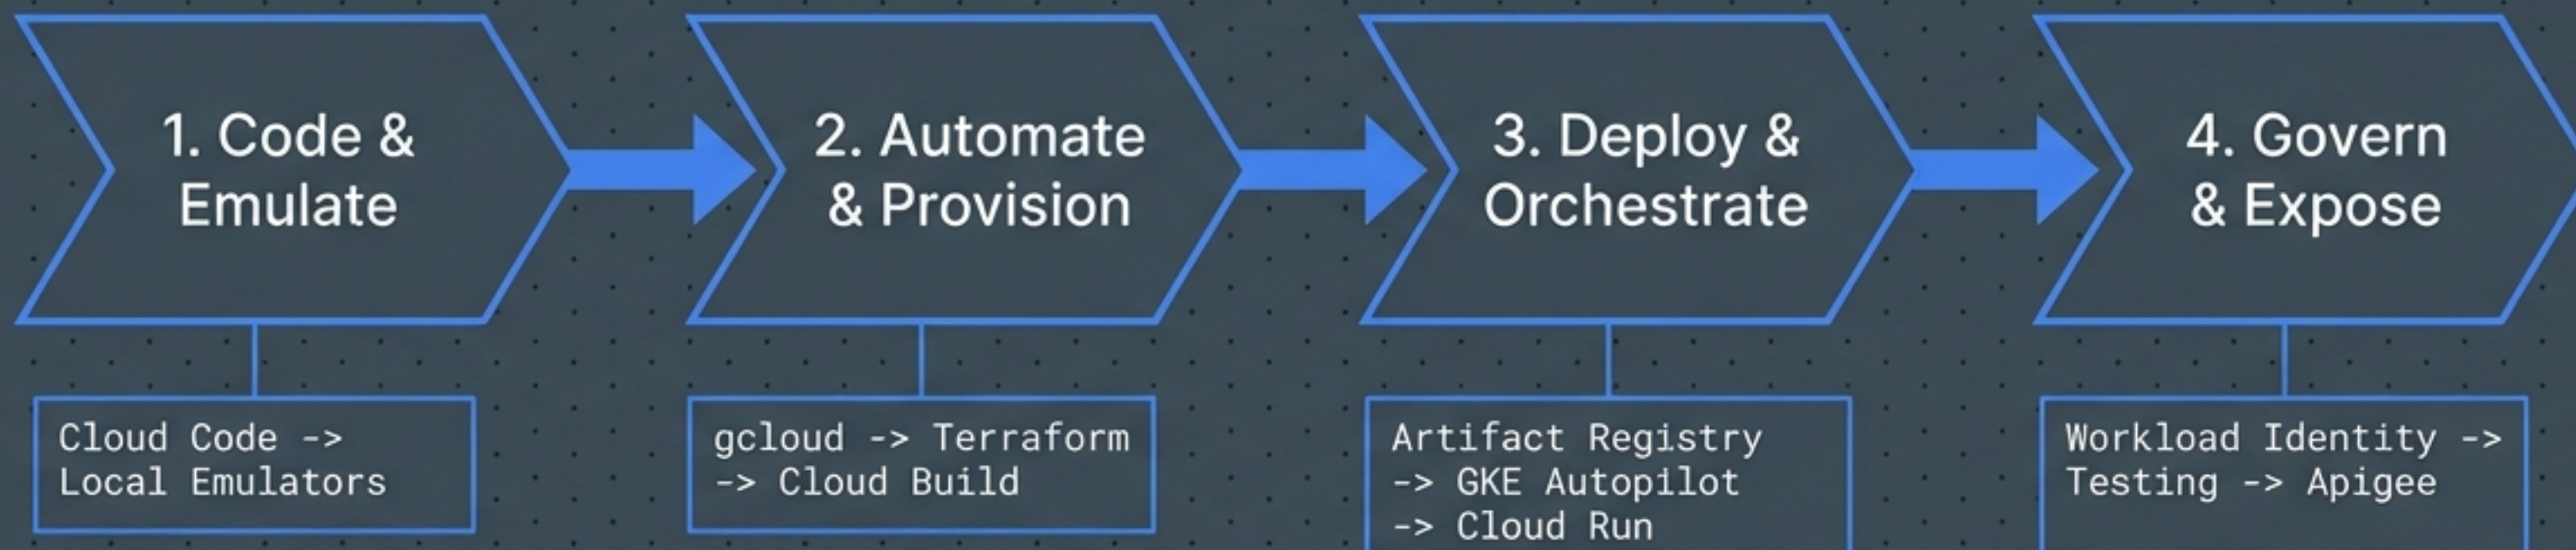 1. Code &
Emulate
2. Automate
& Provision
3. Deploy &
Orchestrate
4. Govern
& Expose
Cloud Code ->
Local Emulators
gcloud -> Terraform
-> Cloud Build
Artifact Registry
-> GKE Autopilot
-> Cloud Run
Workload Identity ->
Testing -> Apigee